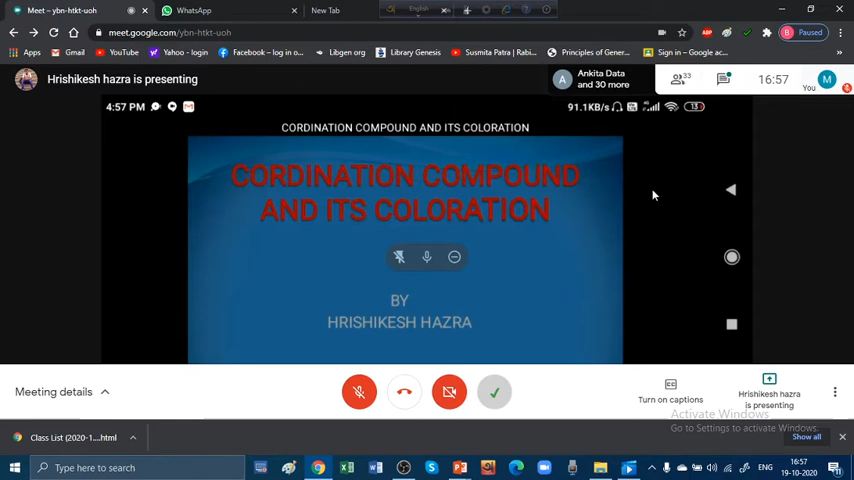 Meet – ybn-htkt-uoh
WhatsApp
New Tab
English
meet.google.com/ybn-htkt-uoh
B Paused
Apps
Gmail
YouTube
Yahoo - login
Facebook – log in o...
Libgen org
Library Genesis
Susmita Patra | Rabi...
Principles of Gener...
Sign in – Google ac...
Hrishikesh hazra is presenting
A
Ankita Data
and 30 more
33
16:57
You
M
4:57 PM
91.1KB/s
4G
13
CORDINATION COMPOUND AND ITS COLORATION
CORDINATION COMPOUND
AND ITS COLORATION
BY
HRISHIKESH HAZRA
Meeting details
CC
Turn on captions
Hrishikesh hazra
is presenting
Activate Windows
Go to Settings to activate Windows.
Class List (2020-1....html
Show all
Type here to search
ENG
16:57
19-10-2020